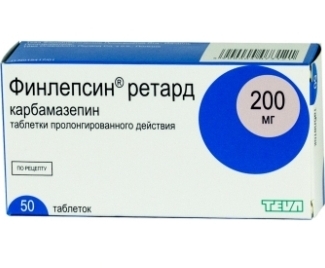 Финлепсин® ретард
карбамазепин
таблетки пролонгированного действия
200
мг
ПО РЕЦЕПТУ
50 таблеток
TEVA